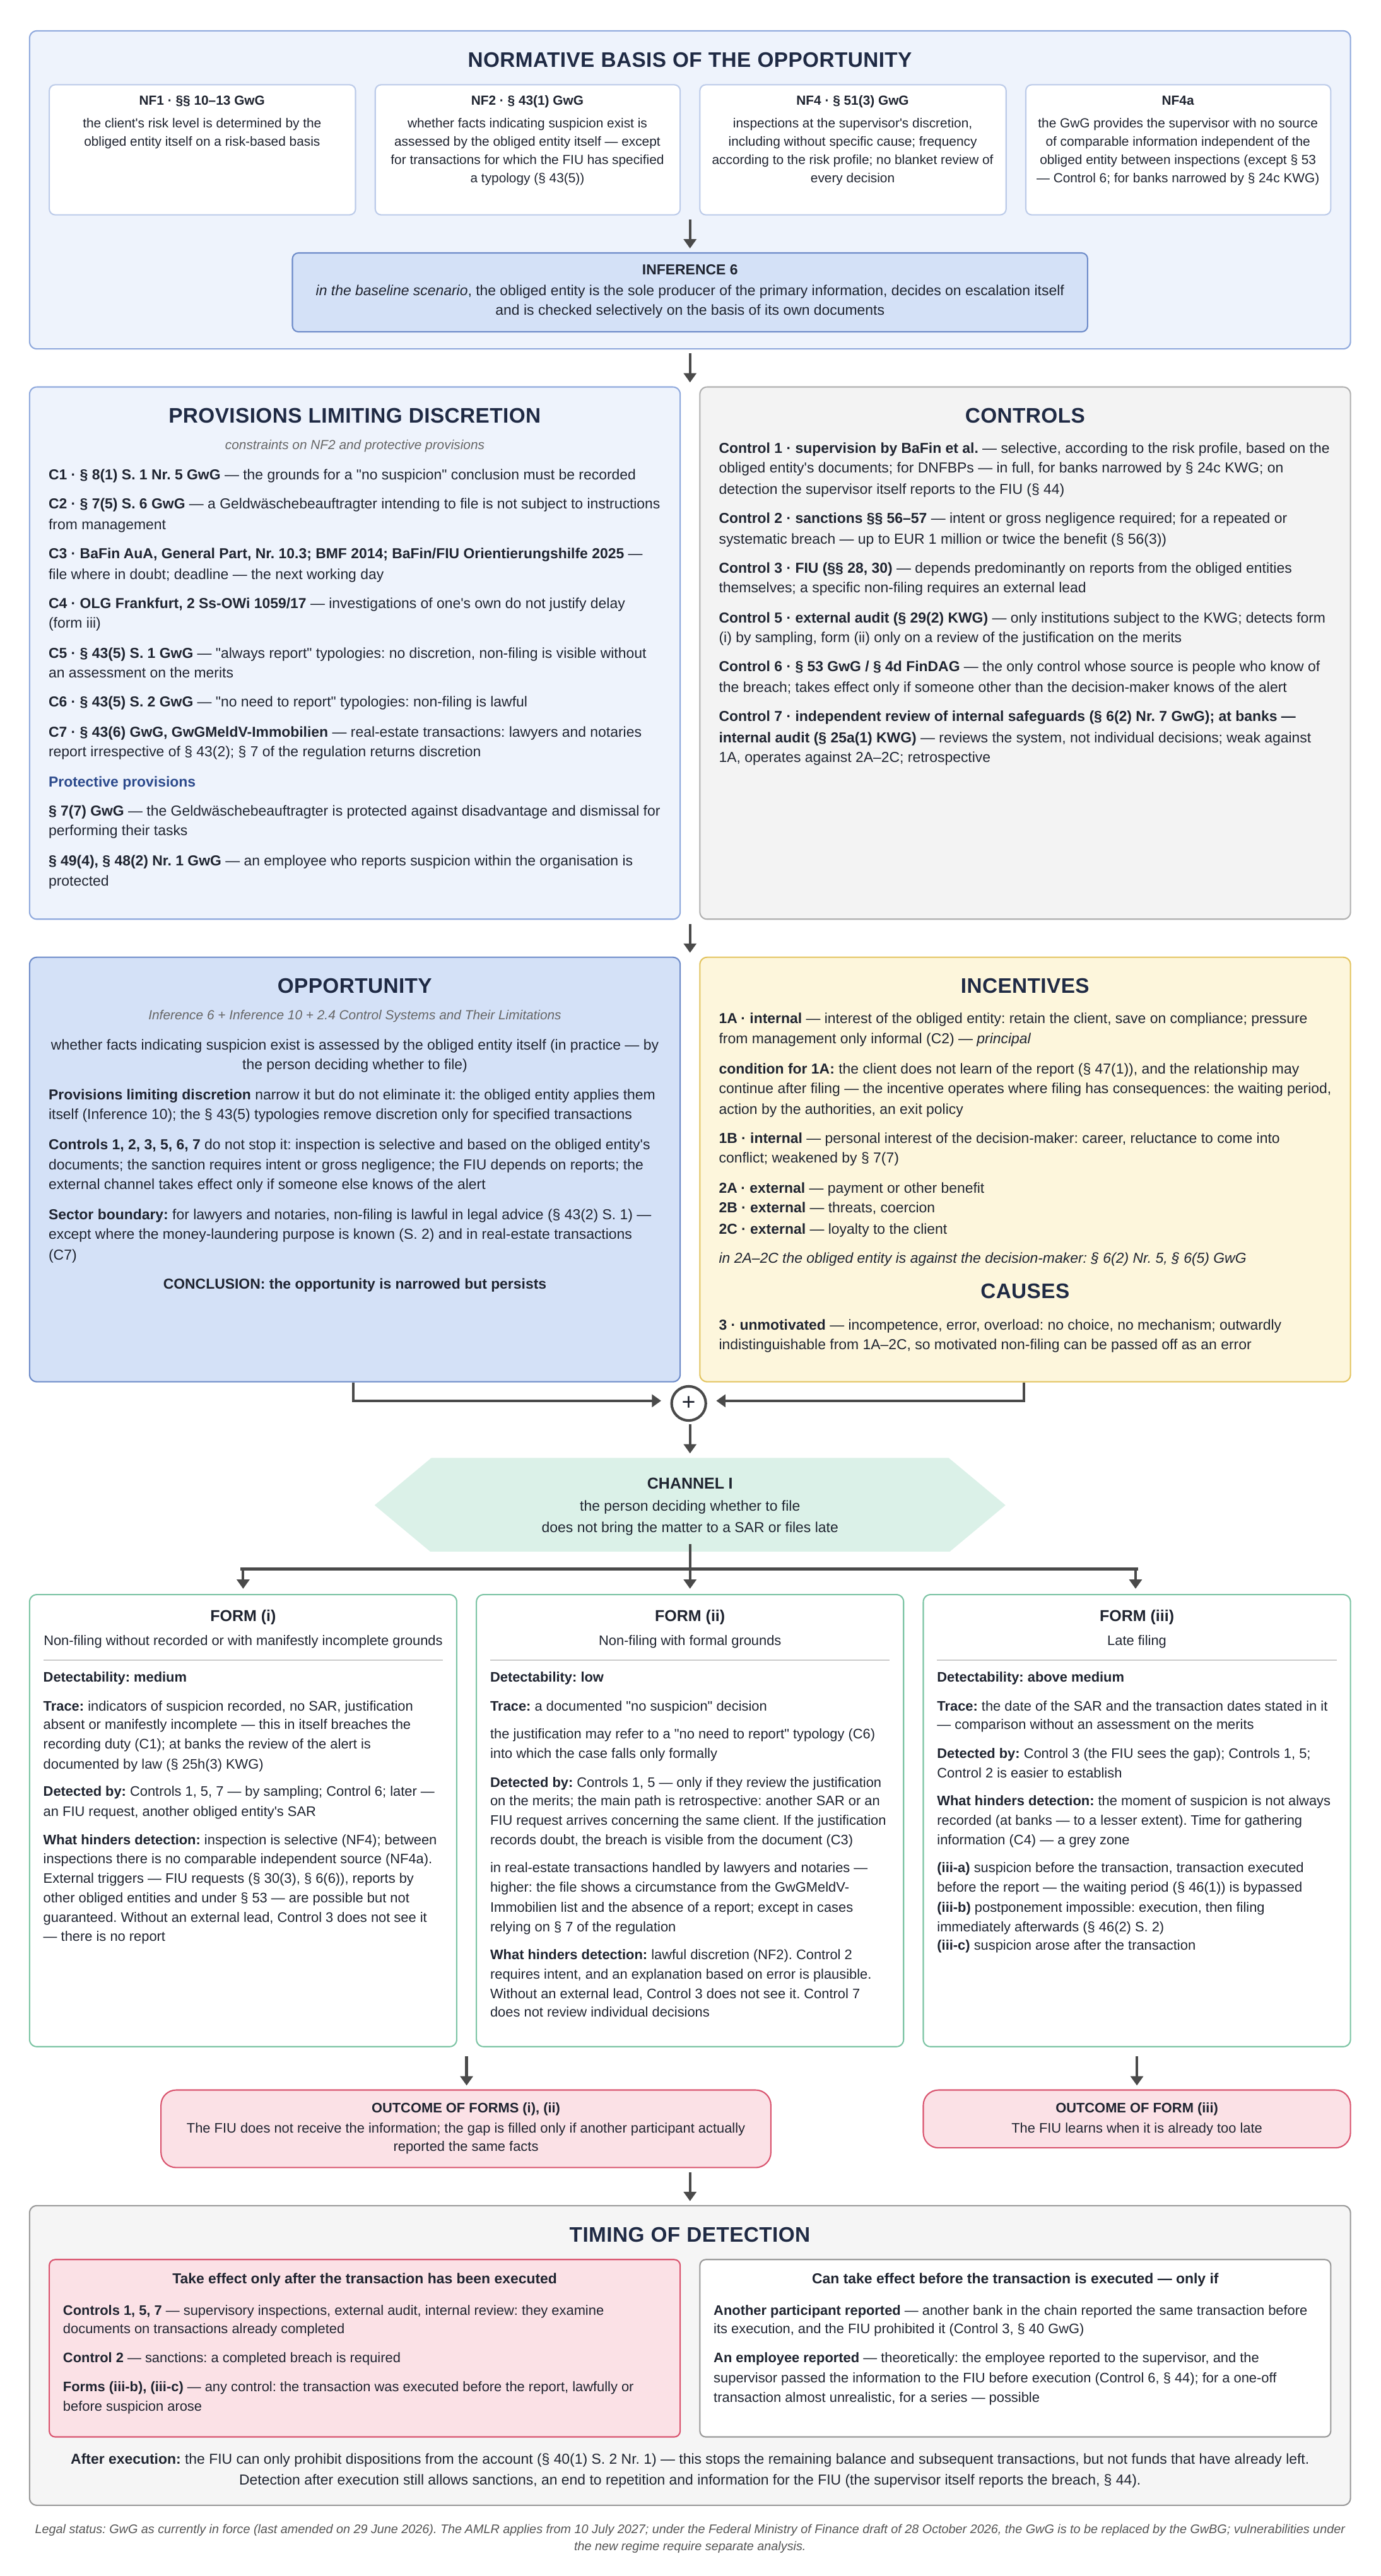 NORMATIVE BASIS OF THE OPPORTUNITY
NF1 · §§ 10–13 GwG
the client's risk level is determined by the
obliged entity itself on a risk-based basis
NF2 · § 43(1) GwG
whether facts indicating suspicion exist is
assessed by the obliged entity itself — except
for transactions for which the FIU has specified
a typology (§ 43(5))
NF4 · § 51(3) GwG
inspections at the supervisor's discretion,
including without specific cause; frequency
according to the risk profile; no blanket review of
every decision
NF4a
the GwG provides the supervisor with no source
of comparable information independent of the
obliged entity between inspections (except § 53
— Control 6; for banks narrowed by § 24c KWG)
INFERENCE 6
in the baseline scenario, the obliged entity is the sole producer of the primary information, decides on escalation itself
and is checked selectively on the basis of its own documents
PROVISIONS LIMITING DISCRETION
constraints on NF2 and protective provisions
C1 · § 8(1) S. 1 Nr. 5 GwG — the grounds for a "no suspicion" conclusion must be recorded
C2 · § 7(5) S. 6 GwG — a Geldwäschebeauftragter intending to file is not subject to instructions
from management
C3 · BaFin AuA, General Part, Nr. 10.3; BMF 2014; BaFin/FIU Orientierungshilfe 2025 —
file where in doubt; deadline — the next working day
C4 · OLG Frankfurt, 2 Ss-OWi 1059/17 — investigations of one's own do not justify delay
(form iii)
C5 · § 43(5) S. 1 GwG — "always report" typologies: no discretion, non-filing is visible without
an assessment on the merits
C6 · § 43(5) S. 2 GwG — "no need to report" typologies: non-filing is lawful
C7 · § 43(6) GwG, GwGMeldV-Immobilien — real-estate transactions: lawyers and notaries
report irrespective of § 43(2); § 7 of the regulation returns discretion
Protective provisions
§ 7(7) GwG — the Geldwäschebeauftragter is protected against disadvantage and dismissal for
performing their tasks
§ 49(4), § 48(2) Nr. 1 GwG — an employee who reports suspicion within the organisation is
protected
CONTROLS
Control 1 · supervision by BaFin et al. — selective, according to the risk profile, based on the
obliged entity's documents; for DNFBPs — in full, for banks narrowed by § 24c KWG; on
detection the supervisor itself reports to the FIU (§ 44)
Control 2 · sanctions §§ 56–57 — intent or gross negligence required; for a repeated or
systematic breach — up to EUR 1 million or twice the benefit (§ 56(3))
Control 3 · FIU (§§ 28, 30) — depends predominantly on reports from the obliged entities
themselves; a specific non-filing requires an external lead
Control 5 · external audit (§ 29(2) KWG) — only institutions subject to the KWG; detects form
(i) by sampling, form (ii) only on a review of the justification on the merits
Control 6 · § 53 GwG / § 4d FinDAG — the only control whose source is people who know of
the breach; takes effect only if someone other than the decision-maker knows of the alert
Control 7 · independent review of internal safeguards (§ 6(2) Nr. 7 GwG); at banks —
internal audit (§ 25a(1) KWG) — reviews the system, not individual decisions; weak against
1A, operates against 2A–2C; retrospective
OPPORTUNITY
Inference 6 + Inference 10 + 2.4 Control Systems and Their Limitations
whether facts indicating suspicion exist is assessed by the obliged entity itself (in practice — by
the person deciding whether to file)
Provisions limiting discretion narrow it but do not eliminate it: the obliged entity applies them
itself (Inference 10); the § 43(5) typologies remove discretion only for specified transactions
Controls 1, 2, 3, 5, 6, 7 do not stop it: inspection is selective and based on the obliged entity's
documents; the sanction requires intent or gross negligence; the FIU depends on reports; the
external channel takes effect only if someone else knows of the alert
Sector boundary: for lawyers and notaries, non-filing is lawful in legal advice (§ 43(2) S. 1) —
except where the money-laundering purpose is known (S. 2) and in real-estate transactions
(C7)
CONCLUSION: the opportunity is narrowed but persists
INCENTIVES
1A · internal — interest of the obliged entity: retain the client, save on compliance; pressure
from management only informal (C2) — principal
condition for 1A: the client does not learn of the report (§ 47(1)), and the relationship may
continue after filing — the incentive operates where filing has consequences: the waiting period,
action by the authorities, an exit policy
1B · internal — personal interest of the decision-maker: career, reluctance to come into
conflict; weakened by § 7(7)
2A · external — payment or other benefit
2B · external — threats, coercion
2C · external — loyalty to the client
in 2A–2C the obliged entity is against the decision-maker: § 6(2) Nr. 5, § 6(5) GwG
CAUSES
3 · unmotivated — incompetence, error, overload: no choice, no mechanism; outwardly
indistinguishable from 1A–2C, so motivated non-filing can be passed off as an error
+
CHANNEL I
the person deciding whether to file
does not bring the matter to a SAR or files late
FORM (i)
Non-filing without recorded or with manifestly incomplete grounds
Detectability: medium
Trace: indicators of suspicion recorded, no SAR, justification
absent or manifestly incomplete — this in itself breaches the
recording duty (C1); at banks the review of the alert is
documented by law (§ 25h(3) KWG)
Detected by: Controls 1, 5, 7 — by sampling; Control 6; later —
an FIU request, another obliged entity's SAR
What hinders detection: inspection is selective (NF4); between
inspections there is no comparable independent source (NF4a).
External triggers — FIU requests (§ 30(3), § 6(6)), reports by
other obliged entities and under § 53 — are possible but not
guaranteed. Without an external lead, Control 3 does not see it
— there is no report
FORM (ii)
Non-filing with formal grounds
Detectability: low
Trace: a documented "no suspicion" decision
the justification may refer to a "no need to report" typology (C6)
into which the case falls only formally
Detected by: Controls 1, 5 — only if they review the justification
on the merits; the main path is retrospective: another SAR or an
FIU request arrives concerning the same client. If the justification
records doubt, the breach is visible from the document (C3)
in real-estate transactions handled by lawyers and notaries —
higher: the file shows a circumstance from the GwGMeldV-
Immobilien list and the absence of a report; except in cases
relying on § 7 of the regulation
What hinders detection: lawful discretion (NF2). Control 2
requires intent, and an explanation based on error is plausible.
Without an external lead, Control 3 does not see it. Control 7
does not review individual decisions
FORM (iii)
Late filing
Detectability: above medium
Trace: the date of the SAR and the transaction dates stated in it
— comparison without an assessment on the merits
Detected by: Control 3 (the FIU sees the gap); Controls 1, 5;
Control 2 is easier to establish
What hinders detection: the moment of suspicion is not always
recorded (at banks — to a lesser extent). Time for gathering
information (C4) — a grey zone
(iii-a) suspicion before the transaction, transaction executed
before the report — the waiting period (§ 46(1)) is bypassed
(iii-b) postponement impossible: execution, then filing
immediately afterwards (§ 46(2) S. 2)
(iii-c) suspicion arose after the transaction
OUTCOME OF FORMS (i), (ii)
The FIU does not receive the information; the gap is filled only if another participant actually
reported the same facts
OUTCOME OF FORM (iii)
The FIU learns when it is already too late
TIMING OF DETECTION
Take effect only after the transaction has been executed
Controls 1, 5, 7 — supervisory inspections, external audit, internal review: they examine
documents on transactions already completed
Control 2 — sanctions: a completed breach is required
Forms (iii-b), (iii-c) — any control: the transaction was executed before the report, lawfully or
before suspicion arose
Can take effect before the transaction is executed — only if
Another participant reported — another bank in the chain reported the same transaction before
its execution, and the FIU prohibited it (Control 3, § 40 GwG)
An employee reported — theoretically: the employee reported to the supervisor, and the
supervisor passed the information to the FIU before execution (Control 6, § 44); for a one-off
transaction almost unrealistic, for a series — possible
After execution: the FIU can only prohibit dispositions from the account (§ 40(1) S. 2 Nr. 1) — this stops the remaining balance and subsequent transactions, but not funds that have already left.
Detection after execution still allows sanctions, an end to repetition and information for the FIU (the supervisor itself reports the breach, § 44).
Legal status: GwG as currently in force (last amended on 29 June 2026). The AMLR applies from 10 July 2027; under the Federal Ministry of Finance draft of 28 October 2026, the GwG is to be replaced by the GwBG; vulnerabilities under
the new regime require separate analysis.